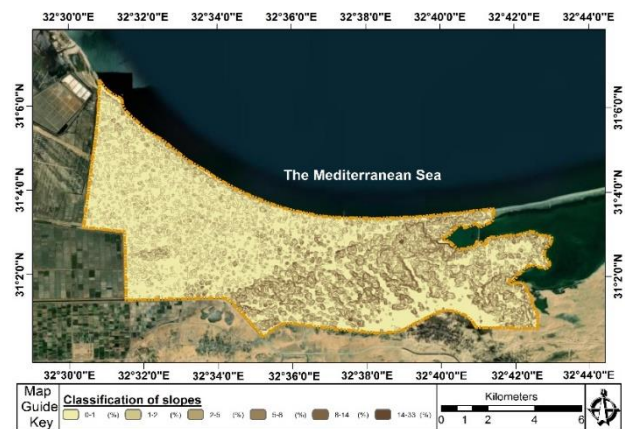 32°30'0"E 32°32'0"E 32°34'0"E 32°36'0"E 32°38'0"E 32°40'0"E 32°42'0"E 32°44'0"E
31°6'0"N 31°6'0"N
The Mediterranean Sea
31°4'0"N 31°4'0"N
31°2'0"N 31°2'0"N
32°30'0"E 32°32'0"E 32°34'0"E 32°36'0"E 32°38'0"E 32°40'0"E 32°42'0"E 32°44'0"E
Map Guide Key
Classification of slopes
0-1 (%) 1-2 (%) 2-5 (%) 5-8 (%) 8-14 (%) 14-33 (%)
Kilometers
0 1 2 4 6